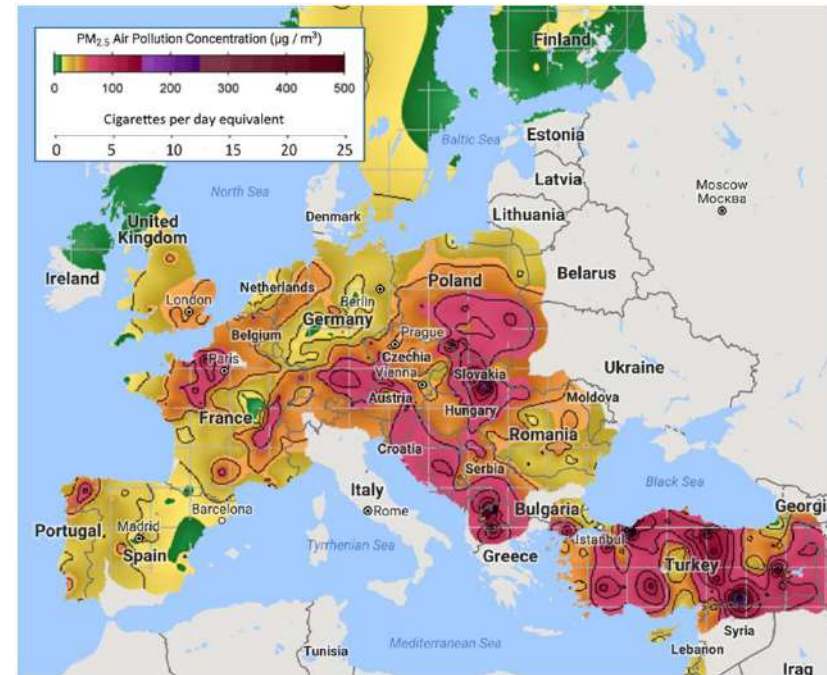 PM2.5 Air Pollution Concentration (µg / m³)
100 200 300 400 500
Cigarettes per day equivalent
0 5 10 15 20 25
Finland
Baltic Sea
Estonia
North Sea
Latvia
Moscow
Москва
Lithuania
Denmark
United
Kingdom
Ireland
Belarus
London
Netherlands
Berlin
Poland
Germany
Belgium
Prague
Paris
Czechia
Ukraine
Vienna
Slovakia
Austria
Moldova
France
Hungary
Romania
Croatia
Serbia
Italy
Black Sea
Barcelona
Rome
Bulgaria
Georgi
Portugal
Madrid
Istanbul
Spain
Tyrrhenian Sea
Greece
Turkey
Syria
Mediterranean Sea
Tunisia
Lebanon
Iraq